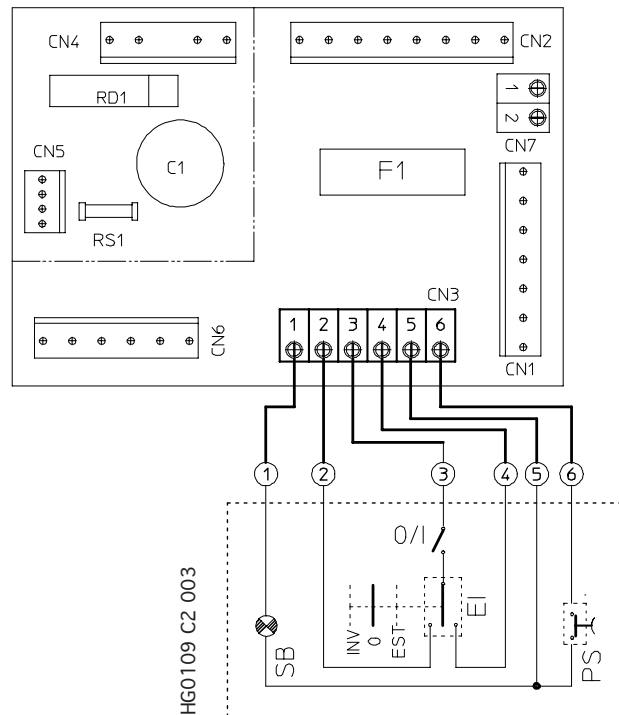 CN4
CN2
RD1
1
2
CN7
CN5
C1
F1
RS1
CN3
1 2 3 4 5 6
CN6
CN1
1 2 3 4 5 6
O/I
INV
0
EST
EI
SB
PS
HG0109 C2 003